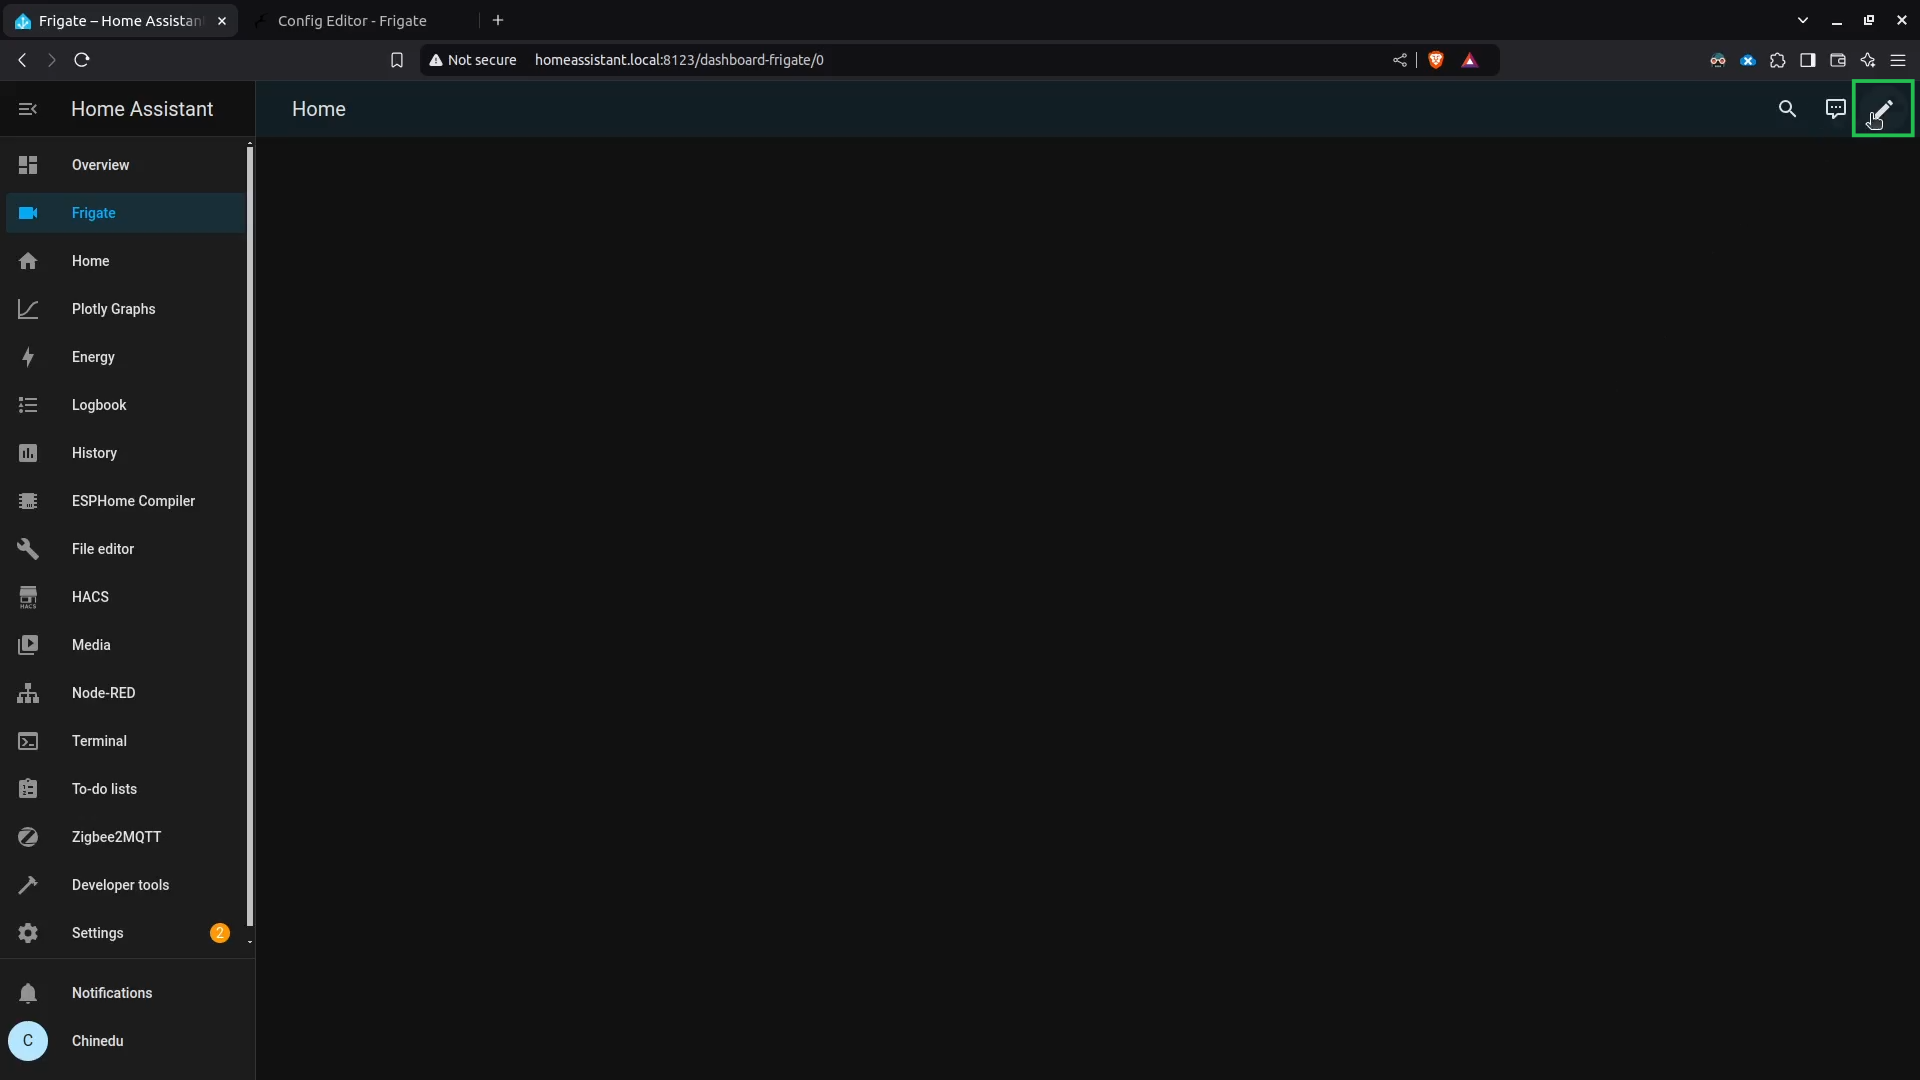 Frigate – Home Assistan
Config Editor - Frigate
Not secure
homeassistant.local:8123/dashboard-frigate/0
Home Assistant
Home
Overview
Frigate
Home
Plotly Graphs
Energy
Logbook
History
ESPHome Compiler
File editor
HACS
HACS
Media
Node-RED
Terminal
To-do lists
Zigbee2MQTT
Developer tools
Settings
2
Notifications
C
Chinedu